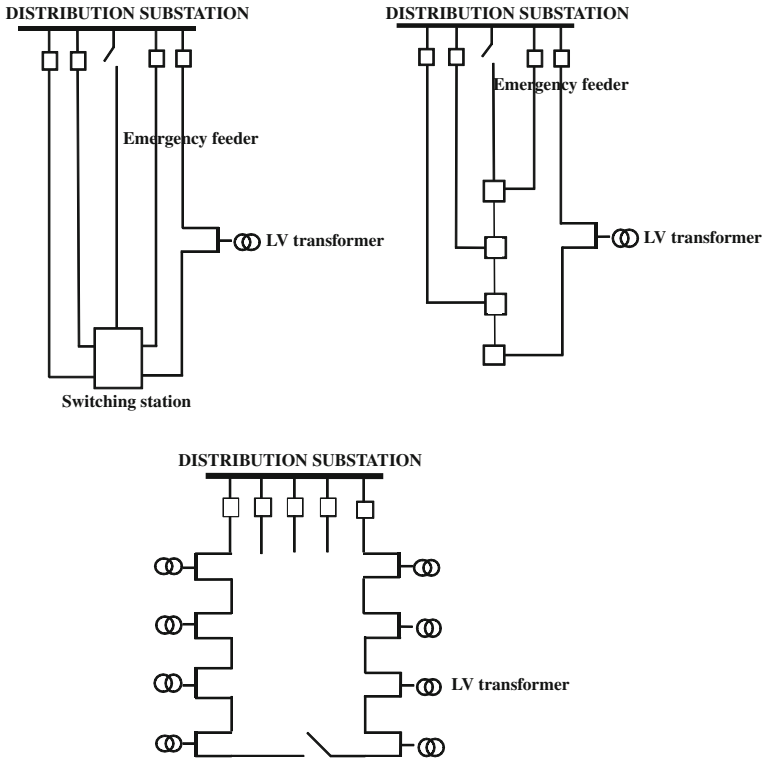 DISTRIBUTION SUBSTATION
Emergency feeder
LV transformer
Switching station
DISTRIBUTION SUBSTATION
Emergency feeder
LV transformer
DISTRIBUTION SUBSTATION
LV transformer